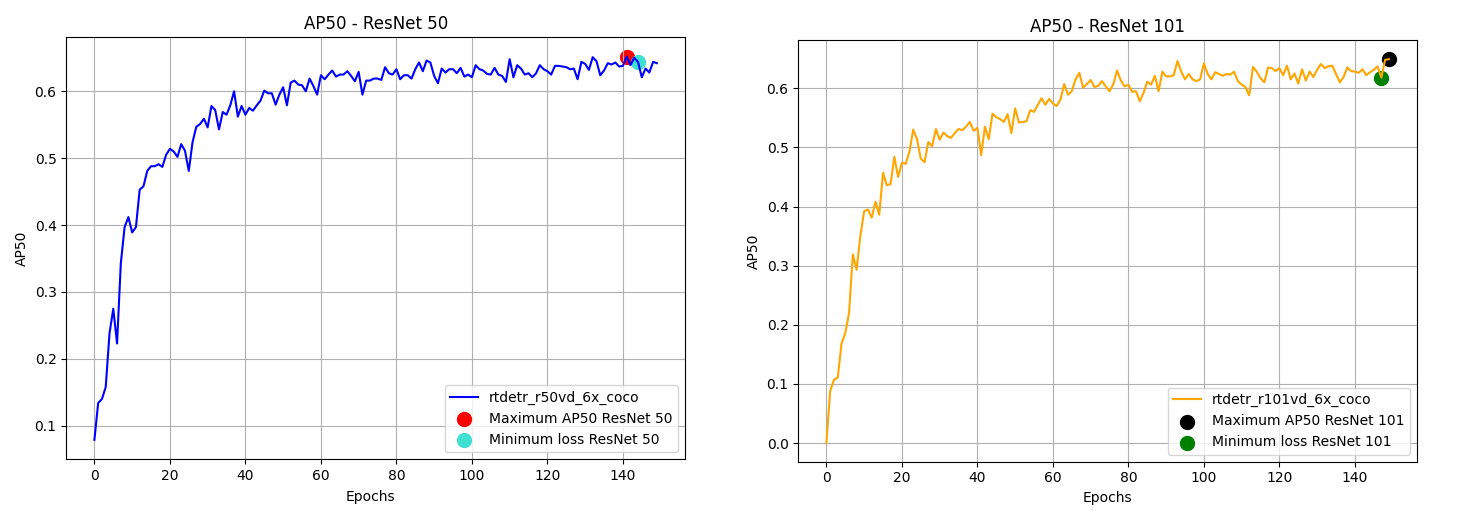 AP50 - ResNet 50
AP50
0.6
0.5
0.4
0.3
0.2
0.1
0 20 40 60 80 100 120 140
Epochs
rtdetr_r50vd_6x_coco
Maximum AP50 ResNet 50
Minimum loss ResNet 50
AP50 - ResNet 101
AP50
0.6
0.5
0.4
0.3
0.2
0.1
0.0
0 20 40 60 80 100 120 140
Epochs
rtdetr_r101vd_6x_coco
Maximum AP50 ResNet 101
Minimum loss ResNet 101